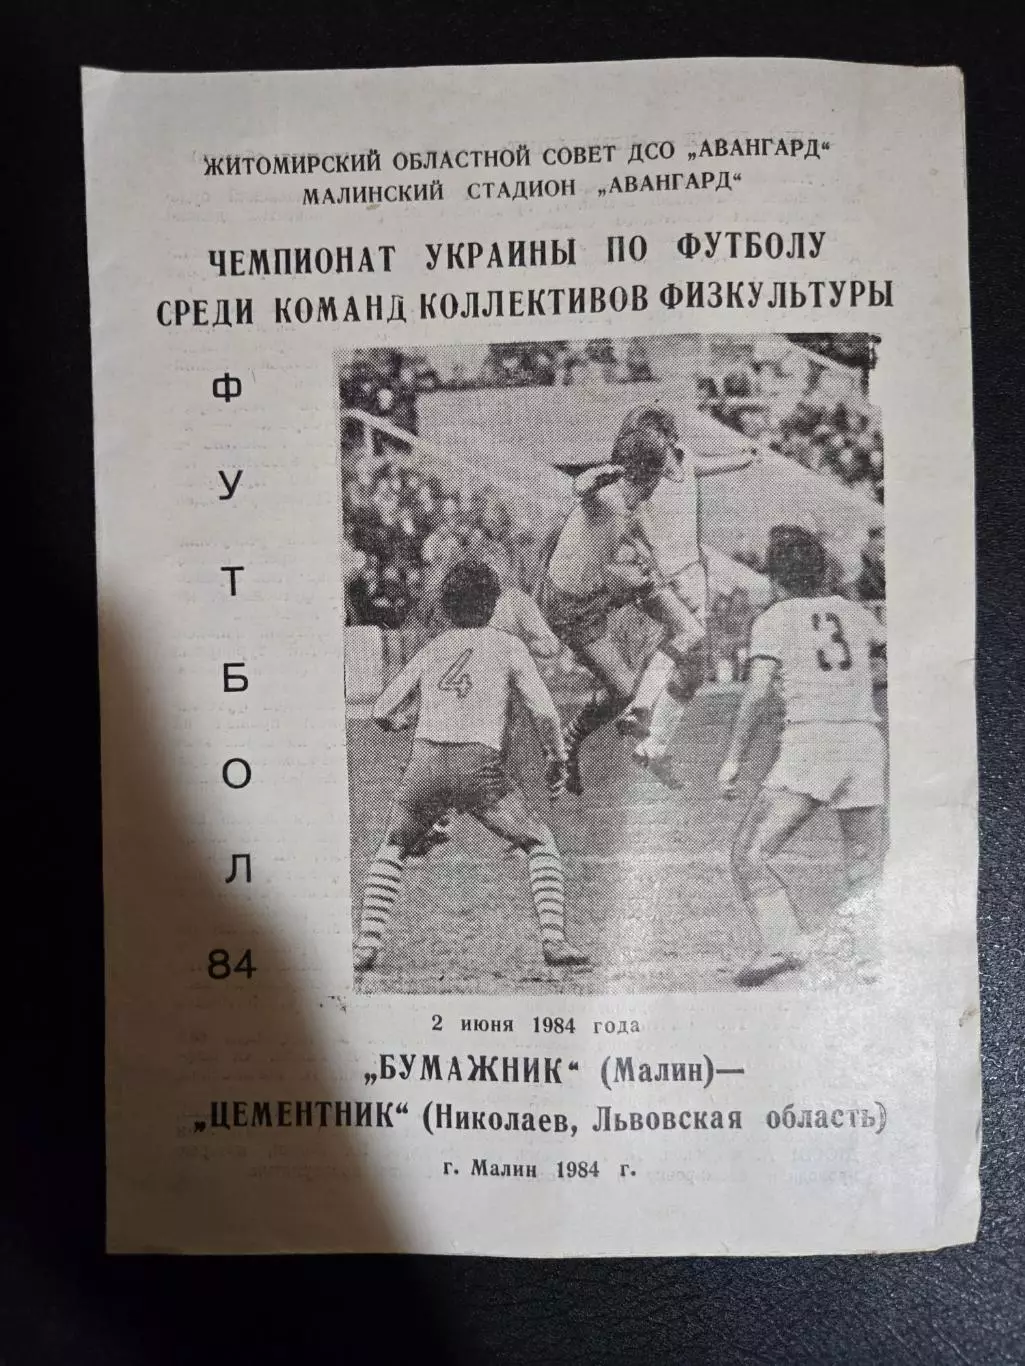 ЖИТОМИРСКИЙ ОБЛАСТНОЙ СОВЕТ ДСО „АВАНГАРД“
МАЛИНСКИЙ СТАДИОН „АВАНГАРД“
ЧЕМПИОНАТ УКРАИНЫ ПО ФУТБОЛУ
СРЕДИ КОМАНД КОЛЛЕКТИВОВ ФИЗКУЛЬТУРЫ
Ф
У
Т
Б
О
Л
84
4
3
2 июня 1984 года
„БУМАЖНИК“ (Малин)—
„ЦЕМЕНТНИК“ (Николаев, Львовская область)
г. Малин 1984 г.